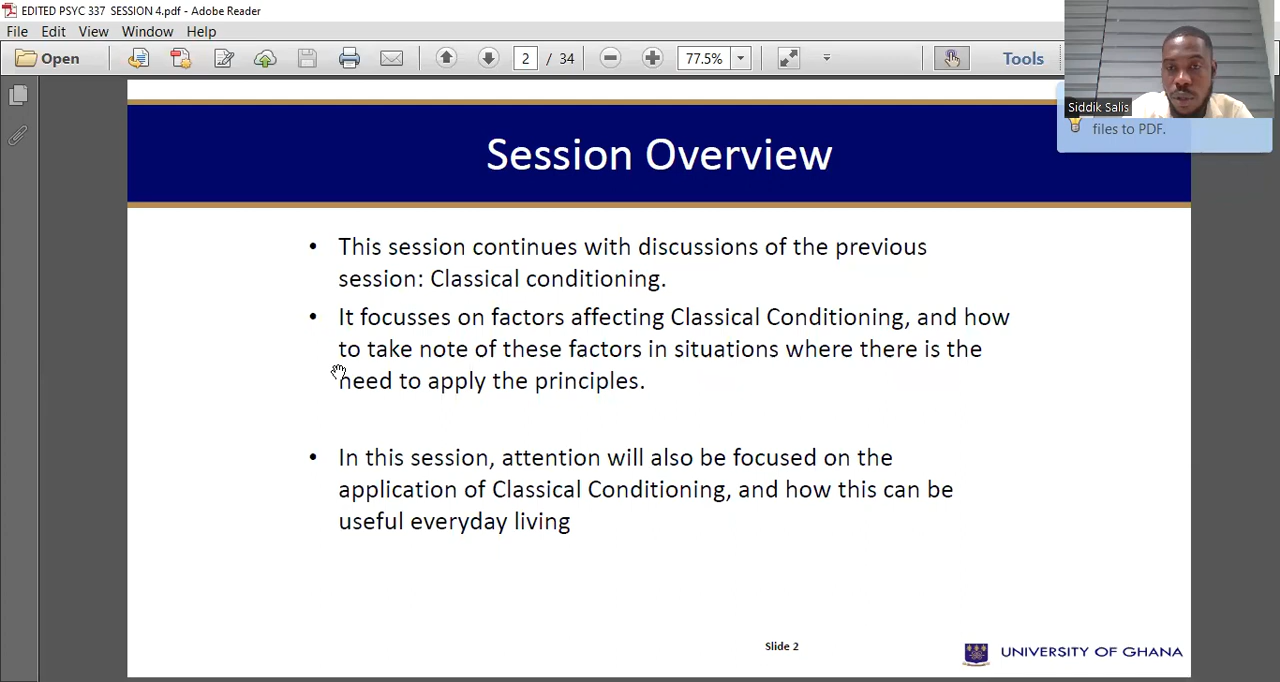 EDITED PSYC 337 SESSION 4.pdf - Adobe Reader
File Edit View Window Help
Open 2 / 34 77.5% Tools
Siddik Salis
files to PDF.
Session Overview
• This session continues with discussions of the previous
session: Classical conditioning.
• It focusses on factors affecting Classical Conditioning, and how
to take note of these factors in situations where there is the
need to apply the principles.
• In this session, attention will also be focused on the
application of Classical Conditioning, and how this can be
useful everyday living
Slide 2
UNIVERSITY OF GHANA